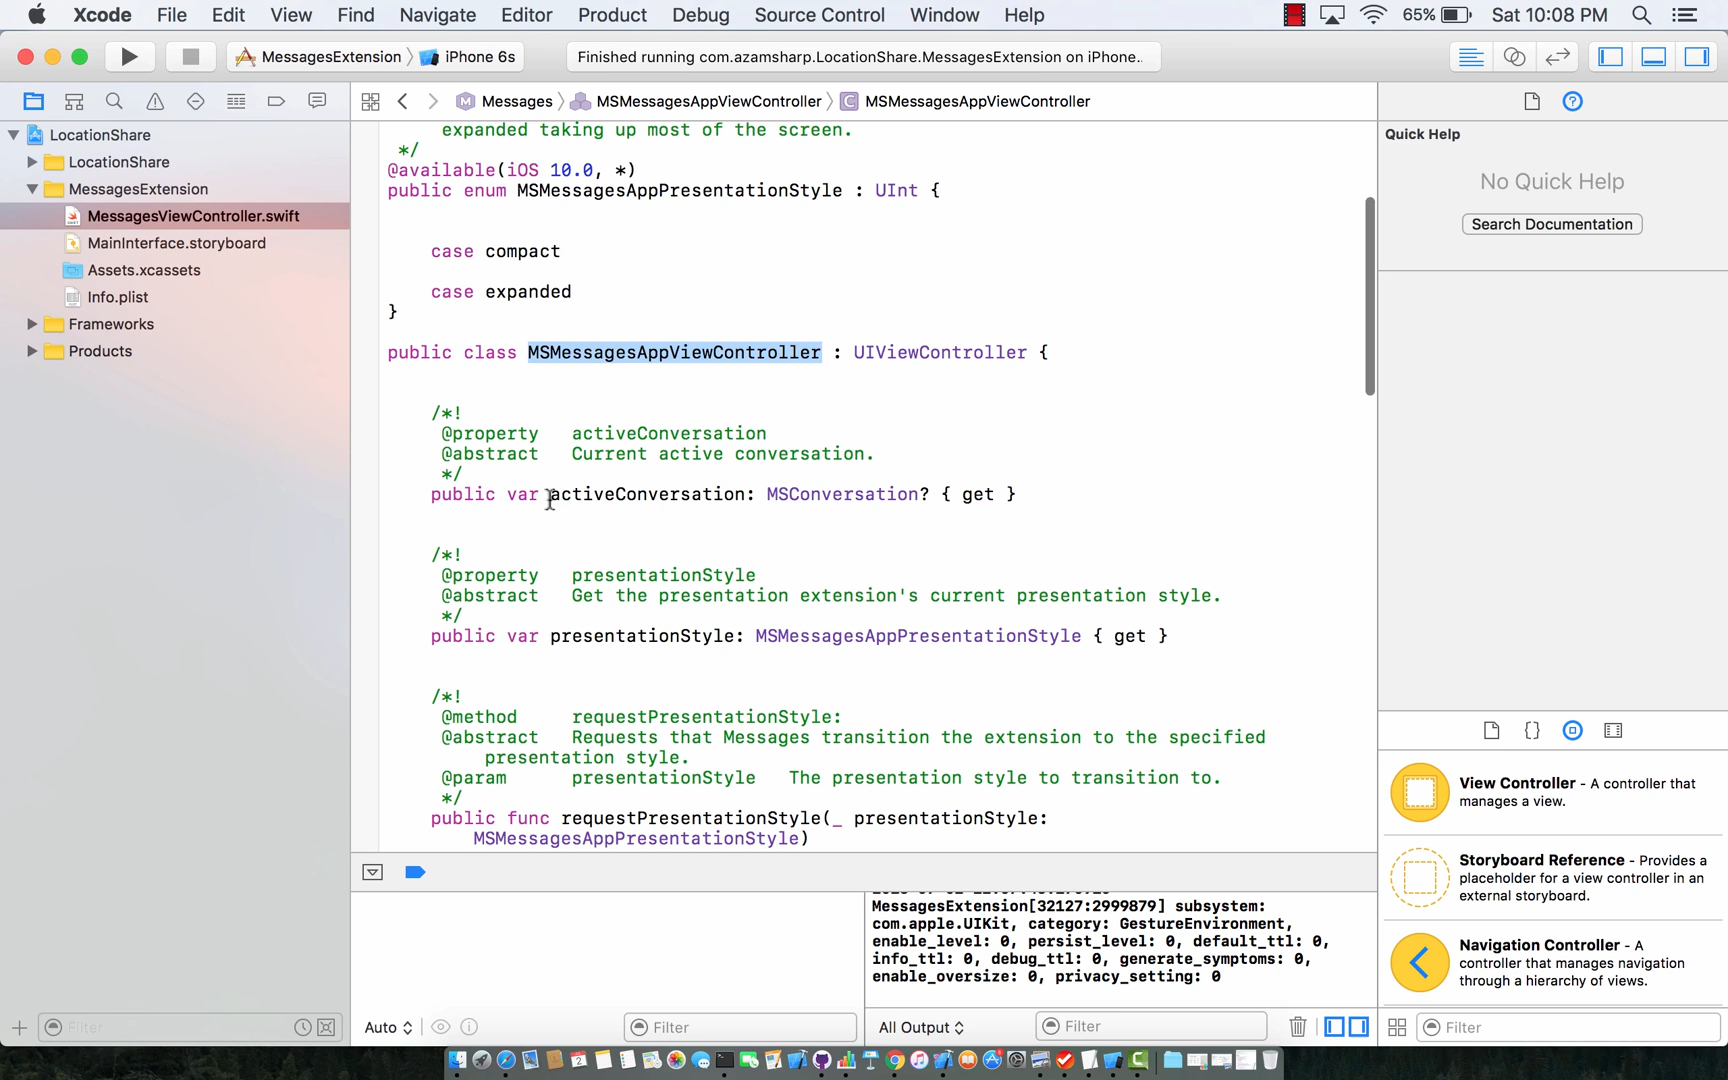 Xcode File Edit View Find Navigate Editor Product Debug Source Control Window Help 65% Sat 10:08 PM
MessagesExtension iPhone 6s Finished running com.azamsharp.LocationShare.MessagesExtension on iPhone..
Messages MSMessagesAppViewController C MSMessagesAppViewController
LocationShare
LocationShare
MessagesExtension
MessagesViewController.swift
MainInterface.storyboard
Assets.xcassets
Info.plist
Frameworks
Products
Filter
expanded taking up most of the screen.
*/
@available(iOS 10.0, *)
public enum MSMessagesAppPresentationStyle : UInt {
case compact
case expanded
}
public class MSMessagesAppViewController : UIViewController {
/*!
@property activeConversation
@abstract Current active conversation.
*/
public var activeConversation: MSConversation? { get }
/*!
@property presentationStyle
@abstract Get the presentation extension's current presentation style.
*/
public var presentationStyle: MSMessagesAppPresentationStyle { get }
/*!
@method requestPresentationStyle:
@abstract Requests that Messages transition the extension to the specified
presentation style.
@param presentationStyle The presentation style to transition to.
*/
public func requestPresentationStyle(_ presentationStyle:
MSMessagesAppPresentationStyle)
MessagesExtension[32127:2999879] subsystem:
com.apple.UIKit, category: GestureEnvironment,
enable_level: 0, persist_level: 0, default_ttl: 0,
info_ttl: 0, debug_ttl: 0, generate_symptoms: 0,
enable_oversize: 0, privacy_setting: 0
Auto Filter All Output Filter
Quick Help
No Quick Help
Search Documentation
View Controller - A controller that
manages a view.
Storyboard Reference - Provides a
placeholder for a view controller in an
external storyboard.
Navigation Controller - A
controller that manages navigation
through a hierarchy of views.
Filter